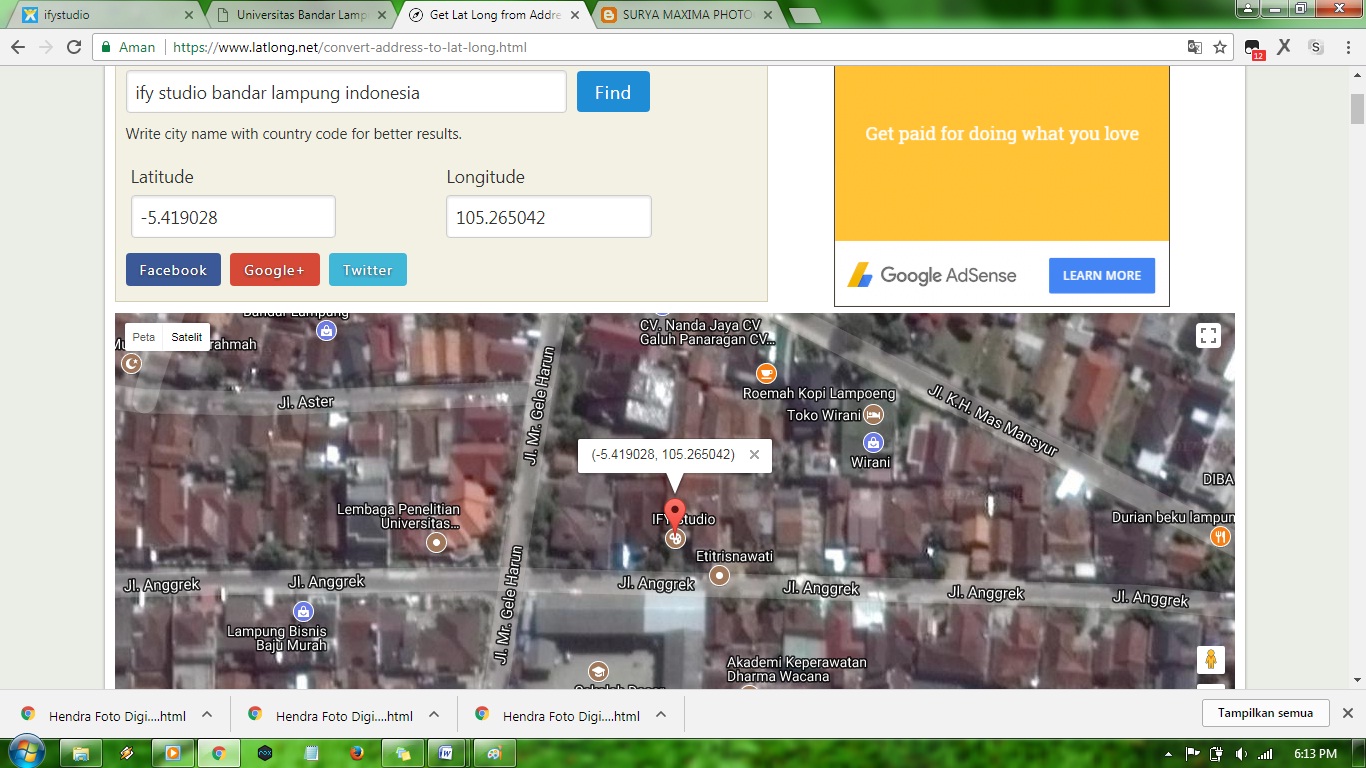 ifystudio
Universitas Bandar Lamp
Get Lat Long from Addre
SURYA MAXIMA PHOTO
Aman
https://www.latlong.net/convert-address-to-lat-long.html
12
ify studio bandar lampung indonesia
Find
Write city name with country code for better results.
Latitude
Longitude
-5.419028
105.265042
Facebook
Google+
Twitter
Get paid for doing what you love
Google AdSense
LEARN MORE
Bandar Lampung
Peta
Satelit
rahmah
CV. Nanda Jaya CV
Galuh Panaragan CV...
Roemah Kopi Lampoeng
Jl. Aster
Jl. Mr. Gele Harun
Jl. K.H. Mas Mansyur
Toko Wirani
Wirani
(-5.419028, 105.265042)
DIBA
Lembaga Penelitian
Universitas...
IFY Studio
Durian beku lampun
Etitrisnawati
Jl. Anggrek
Jl. Anggrek
Jl. Anggrek
Jl. Anggrek
Jl. Anggrek
Jl. Anggrek
Jl. Mr. Gele Harun
Lampung Bisnis
Baju Murah
Akademi Keperawatan
Dharma Wacana
Hendra Foto Digi....html
Hendra Foto Digi....html
Hendra Foto Digi....html
Tampilkan semua
6:13 PM